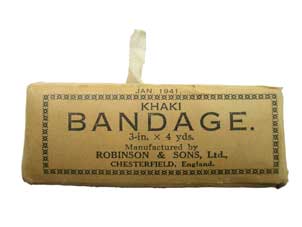 JAN. 1941.
KHAKI
BANDAGE.
3-in. × 4 yds.
Manufactured by
ROBINSON & SONS, Ltd.,
CHESTERFIELD, England.